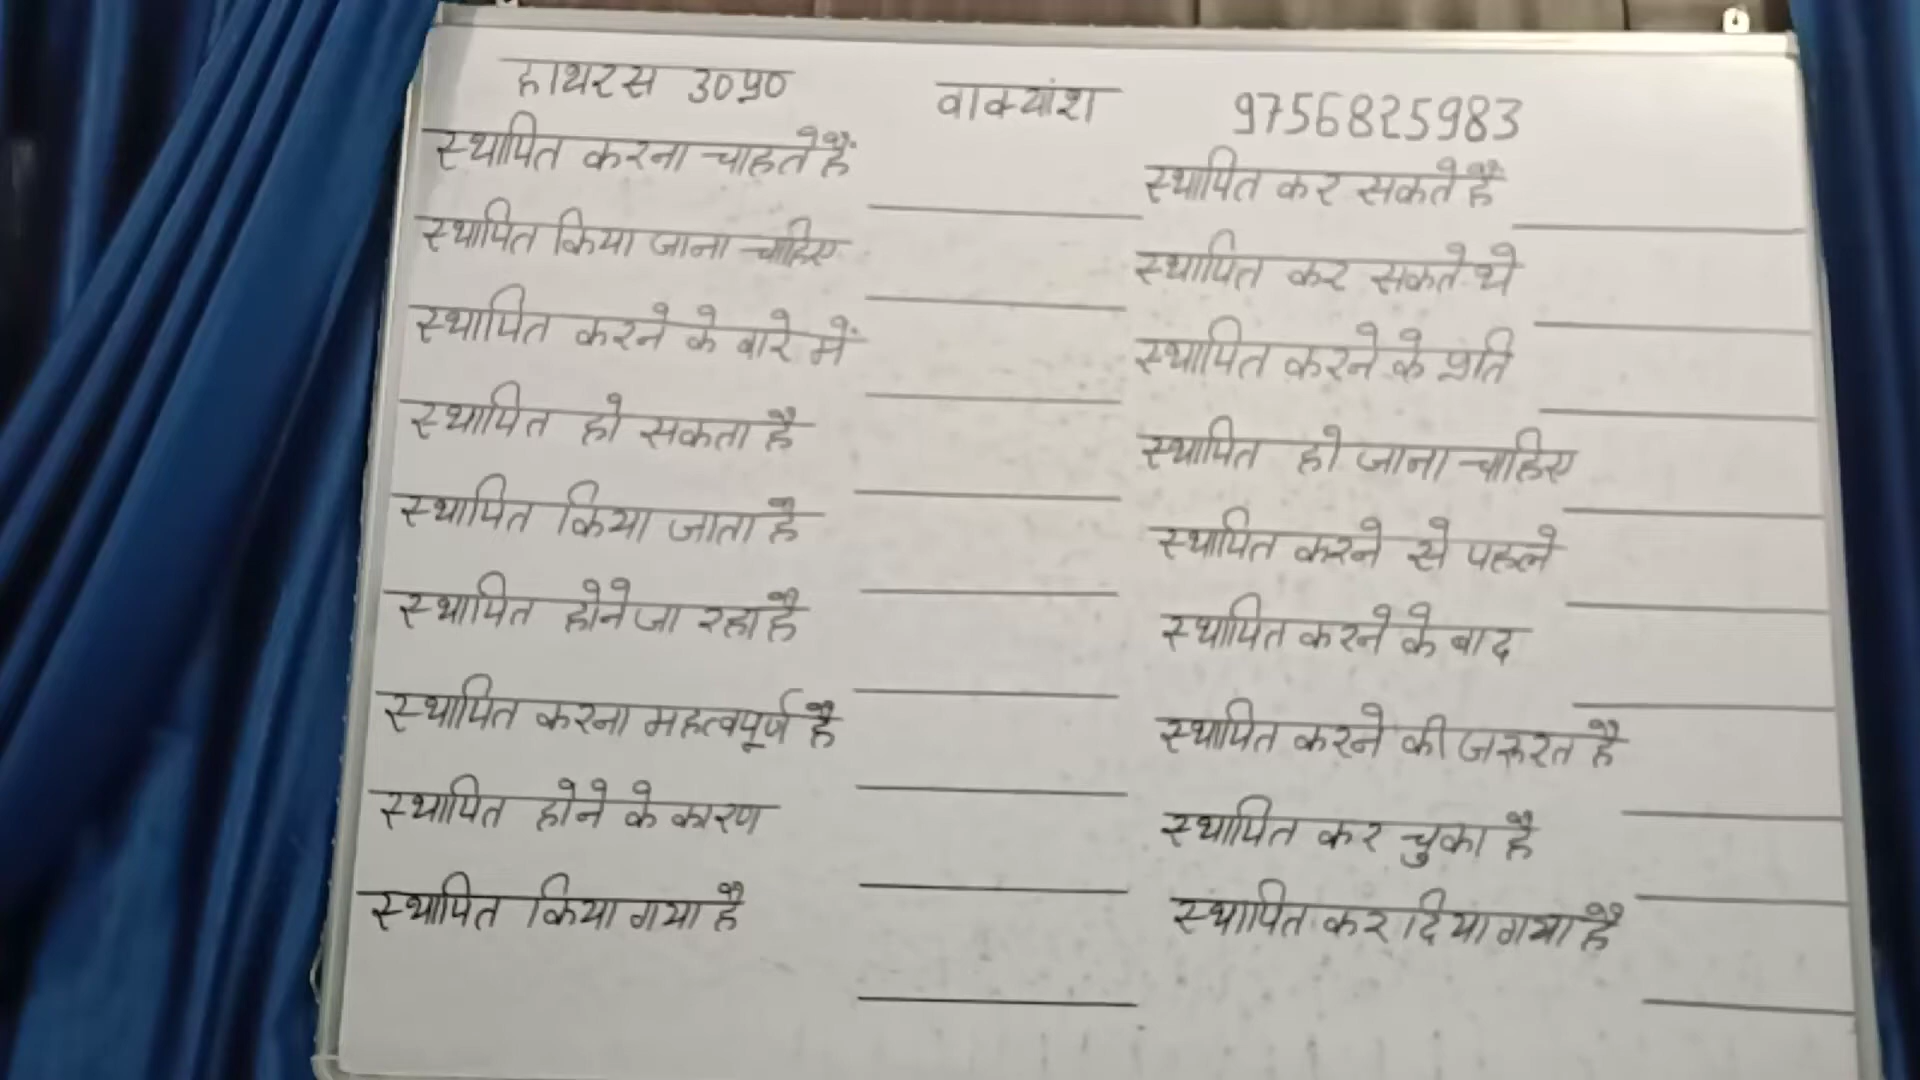 हाथरस उ०प्र० वाक्यांश 9756825983
स्थापित करना चाहते हैं
स्थापित किया जाना चाहिए
स्थापित करने के बारे में
स्थापित हो सकता है
स्थापित किया जाता है
स्थापित होने जा रहा है
स्थापित करना महत्वपूर्ण है
स्थापित होने के कारण
स्थापित किया गया है
स्थापित कर सकते हैं
स्थापित कर सकते थे
स्थापित करने के प्रति
स्थापित हो जाना चाहिए
स्थापित करने से पहले
स्थापित करने के बाद
स्थापित करने की जरूरत है
स्थापित कर चुका है
स्थापित कर दिया गया है